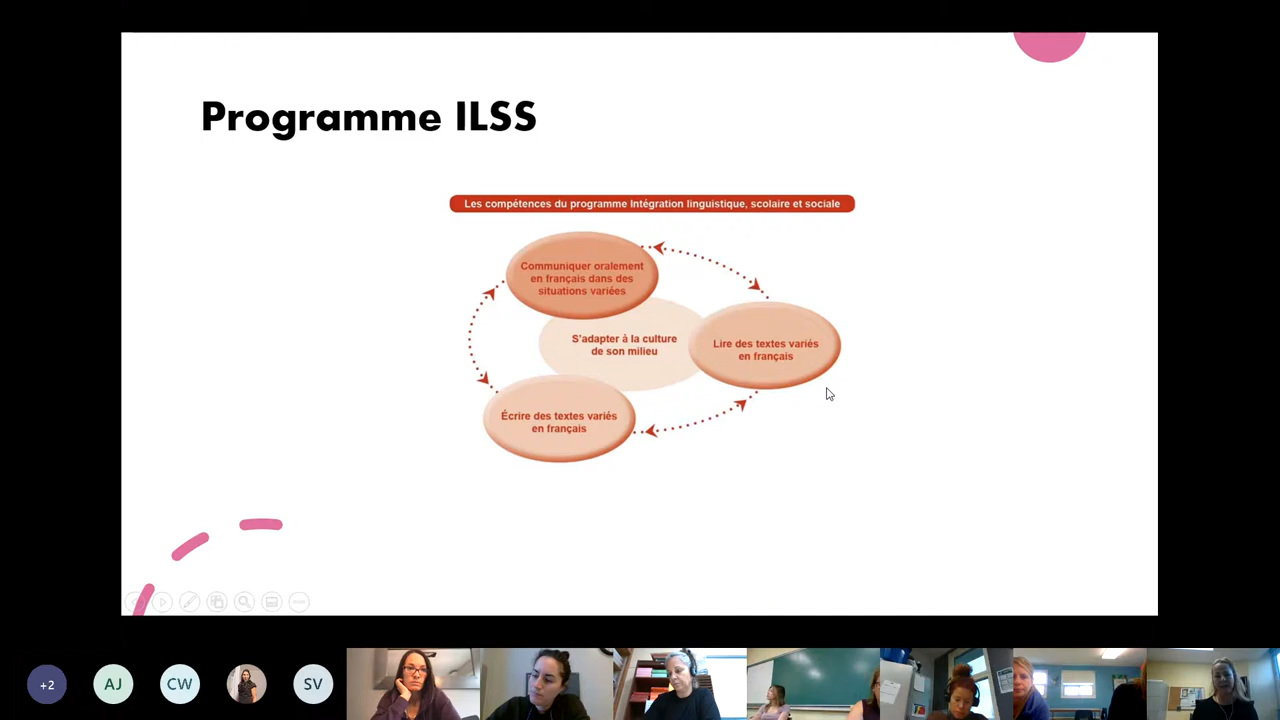 Programme ILSS
Les compétences du programme Intégration linguistique, scolaire et sociale
Communiquer oralement
en français dans des
situations variées
S'adapter à la culture
de son milieu
Lire des textes variés
en français
Écrire des textes variés
en français
+2
AJ
CW
SV